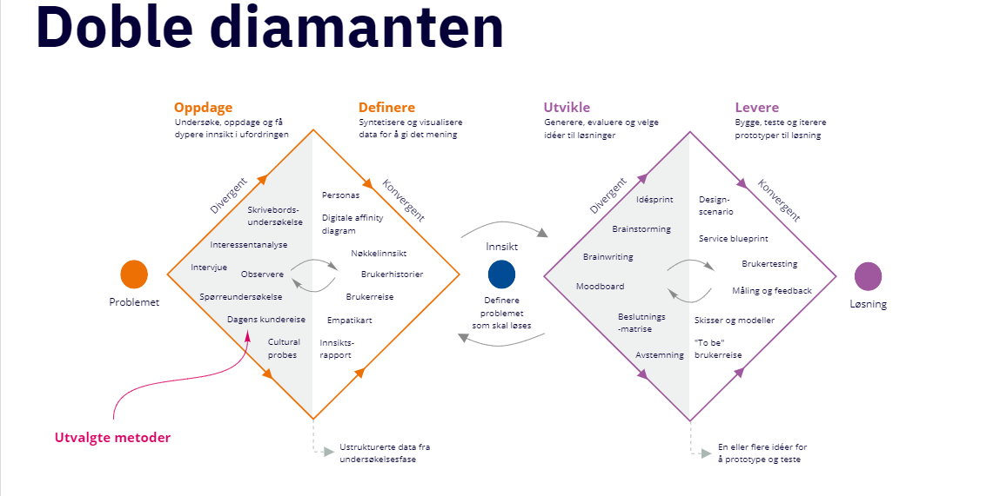 Doble diamanten
Oppdage
Undersøke, oppdage og få
dypere innsikt i ufordringen
Definere
Syntetisere og visualisere
data for å gi det mening
Utvikle
Generere, evaluere og velge
idéer til løsninger
Levere
Bygge, teste og iterere
prototyper til løsning
Problemet
Divergent
Skrivebords-
undersøkelse
Interessentanalyse
Intervjue
Observere
Spørreundersøkelse
Dagens kundereise
Cultural
probes
Konvergent
Personas
Digitale affinity
diagram
Nøkkelinnsikt
Brukerhistorier
Brukerreise
Empatikart
Innsikts-
rapport
Innsikt
Definere
problemet
som skal løses
Divergent
Idésprint
Brainstorming
Brainwriting
Moodboard
Beslutnings
-matrise
Avstemning
Konvergent
Design-
scenario
Service blueprint
Brukertesting
Måling og feedback
Skisser og modeller
"To be"
brukerreise
Løsning
Utvalgte metoder
Ustrukturerte data fra
undersøkelsesfase
En eller flere idéer for
å prototype og teste